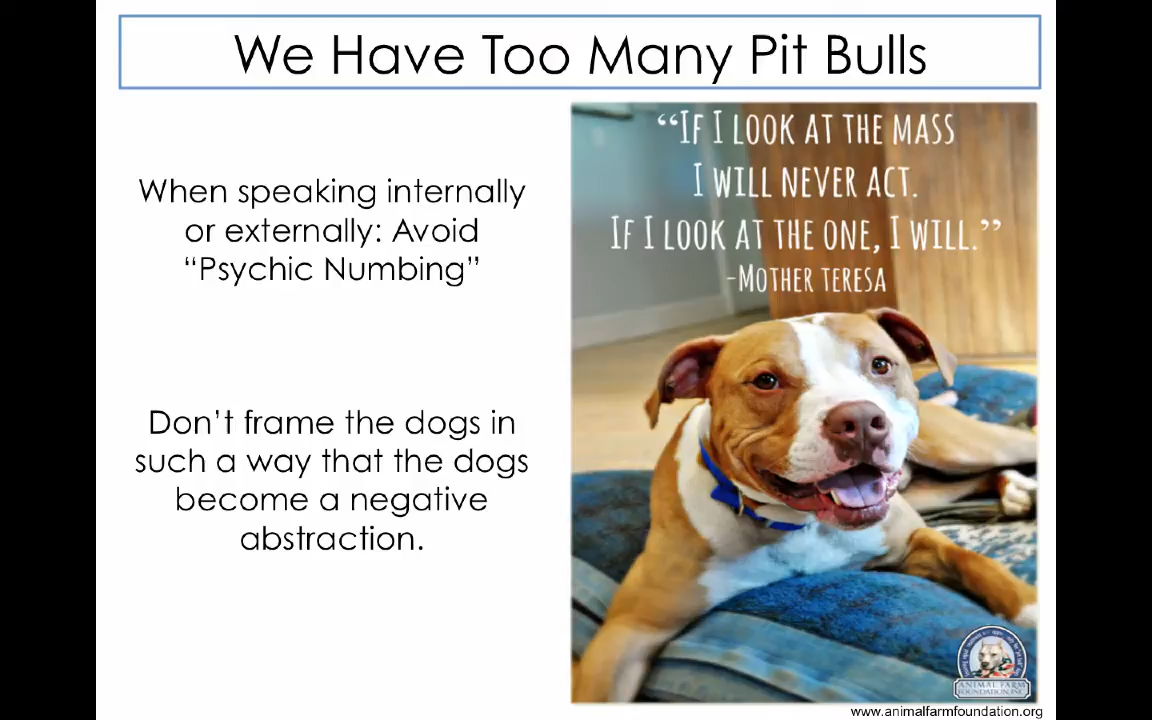 We Have Too Many Pit Bulls
When speaking internally
or externally: Avoid
“Psychic Numbing”
Don’t frame the dogs in
such a way that the dogs
become a negative
abstraction.
“If I look at the mass
I will never act.
If I look at the one, I will.”
-Mother Teresa
ANIMAL FARM
FOUNDATION, INC.
www.animalfarmfoundation.org